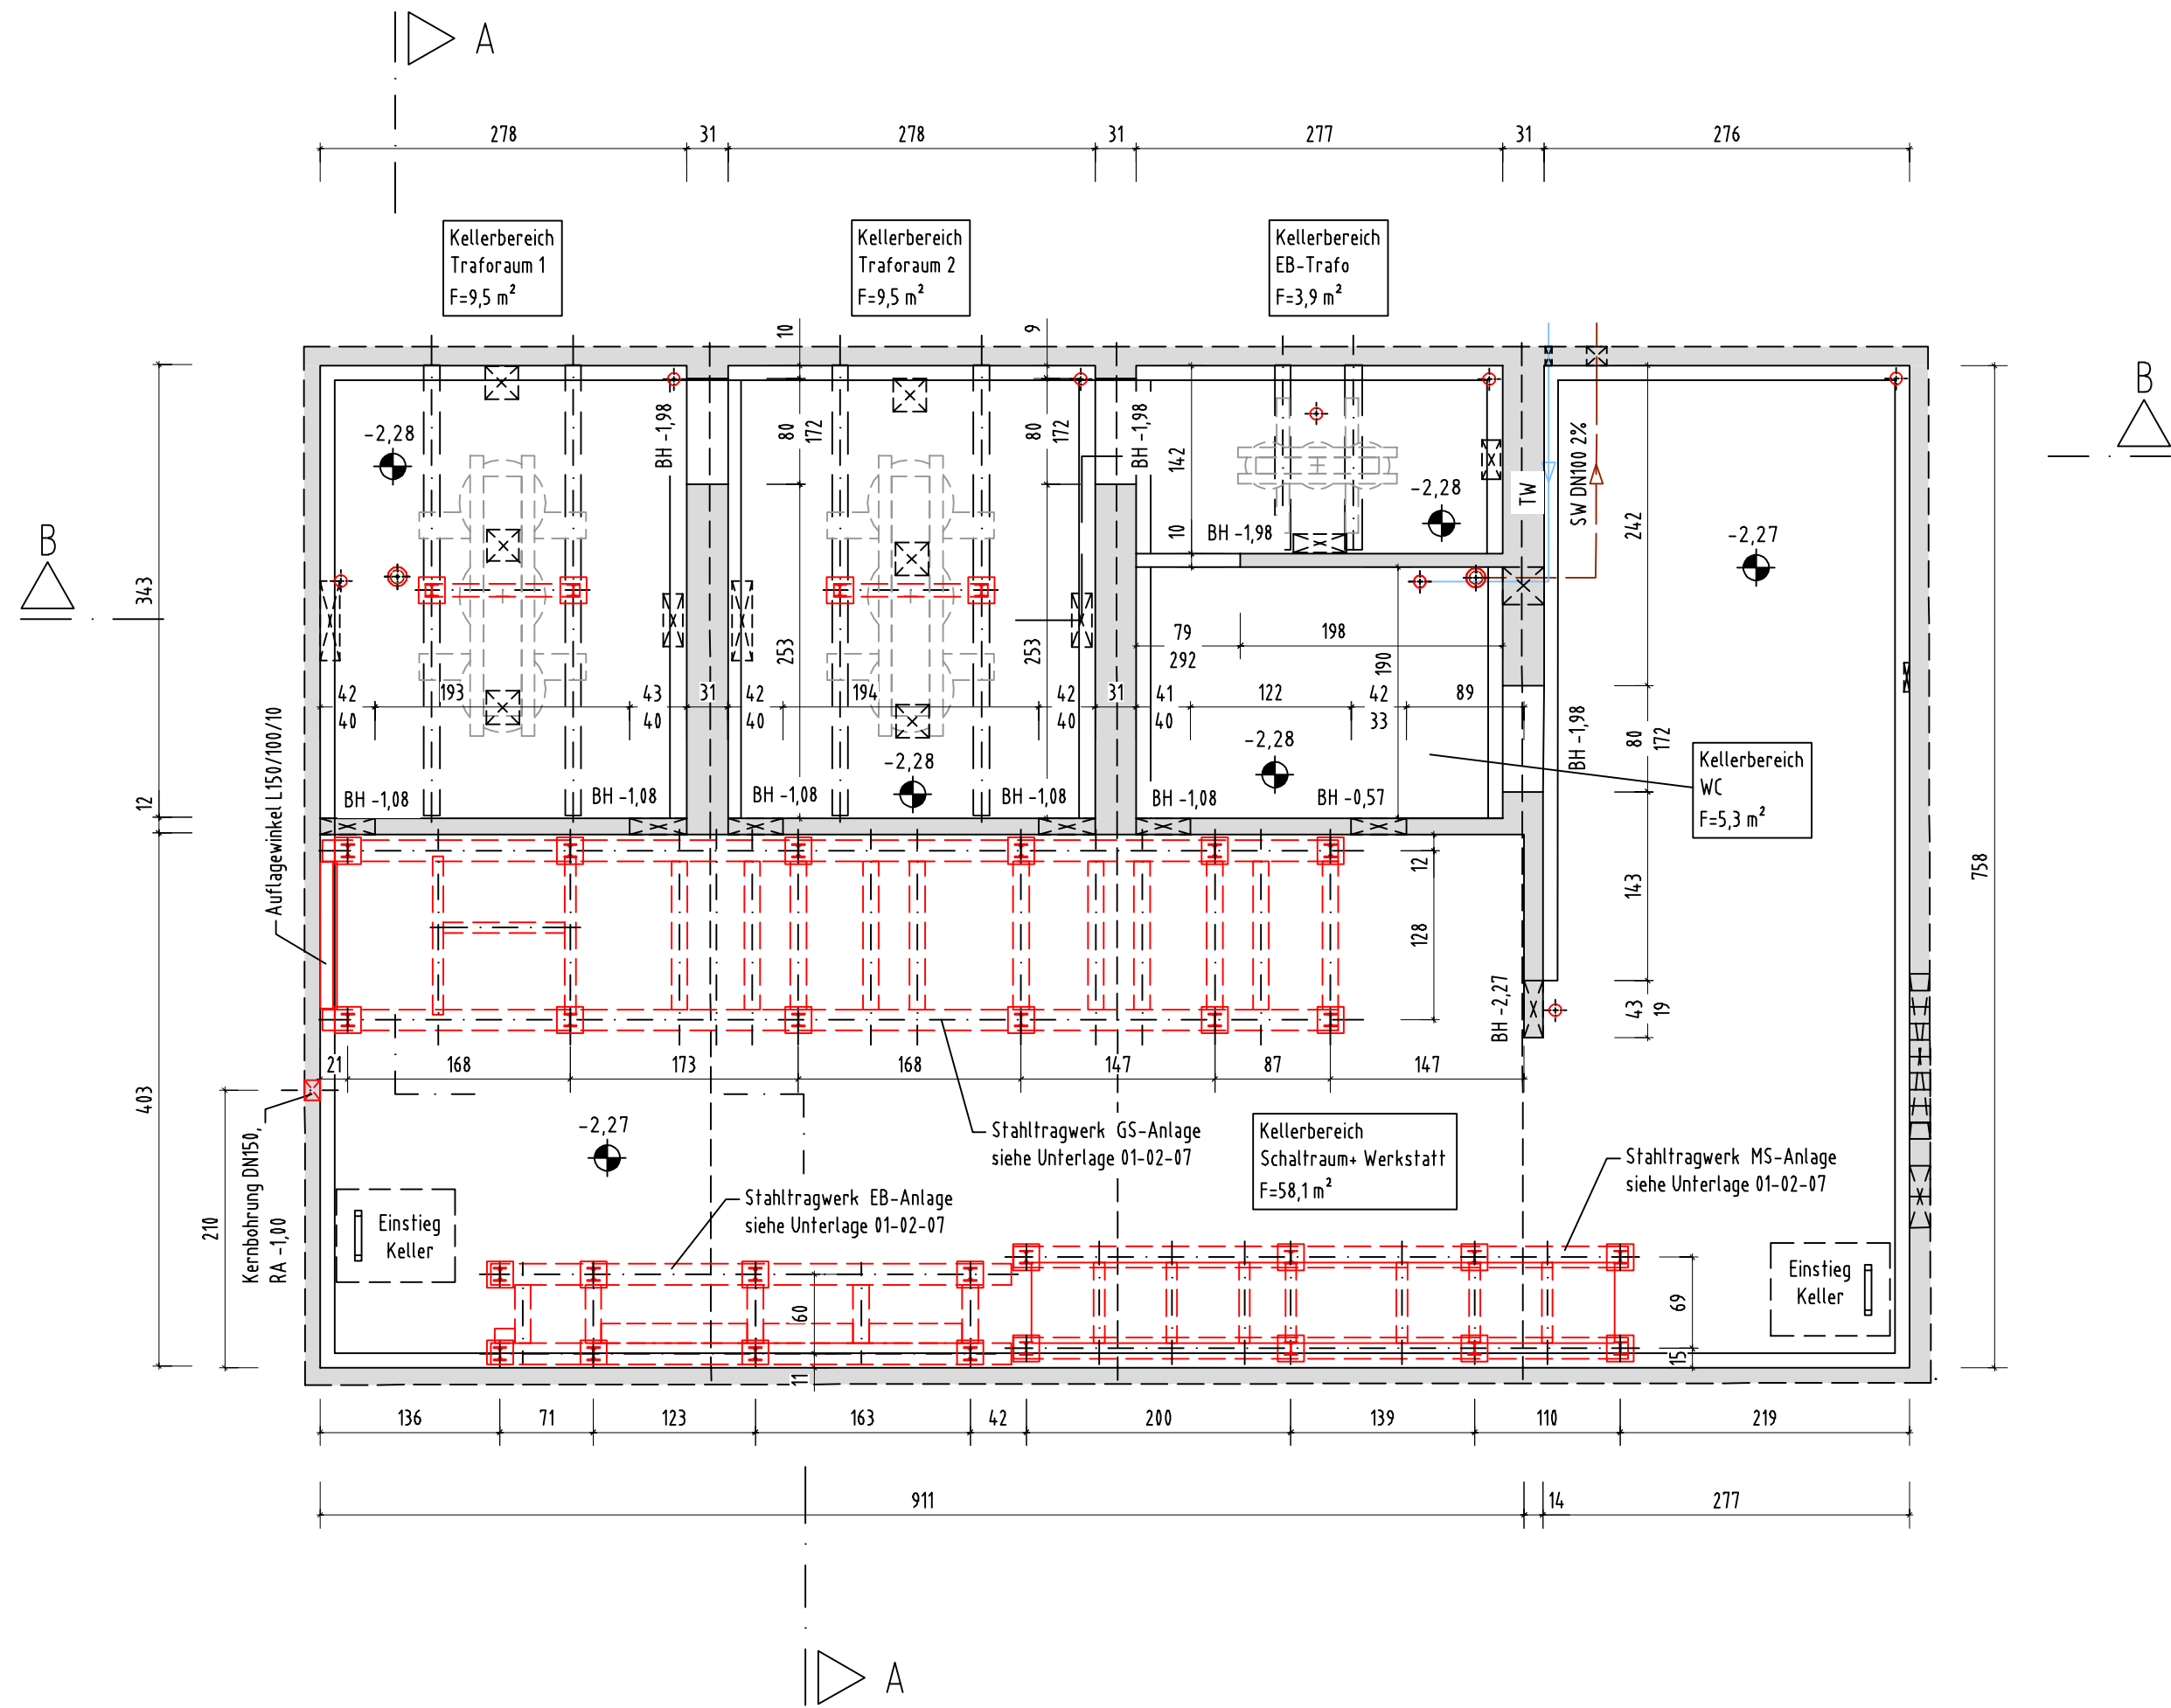 A
278
31
278
31
277
31
276
Kellerbereich
Traforaum 1
F=9,5 m²
Kellerbereich
Traforaum 2
F=9,5 m²
Kellerbereich
EB-Trafo
F=3,9 m²
10
9
B
B
-2,28
BH -1,98
80
172
80
172
BH -1,98
142
10
BH -1,98
-2,28
TW
SW DN100 2%
242
-2,27
343
12
403
253
253
79
292
198
190
42
40
193
43
40
31
42
40
194
42
40
31
41
40
122
42
33
89
BH -1,98
80
172
Kellerbereich
WC
F=5,3 m²
-2,28
-2,28
BH -1,08
BH -1,08
BH -1,08
BH -1,08
BH -1,08
BH -0,57
Auflagewinkel L150/100/10
12
128
143
43
19
BH -2,27
758
21
168
173
168
147
87
147
-2,27
Stahltragwerk GS-Anlage
siehe Unterlage 01-02-07
Kellerbereich
Schaltraum+ Werkstatt
F=58,1 m²
Stahltragwerk MS-Anlage
siehe Unterlage 01-02-07
Stahltragwerk EB-Anlage
siehe Unterlage 01-02-07
210
Kernbohrung DN150,
RA -1,00
Einstieg
Keller
Einstieg
Keller
60
11
69
15
136
71
123
163
42
200
139
110
219
911
14
277
A